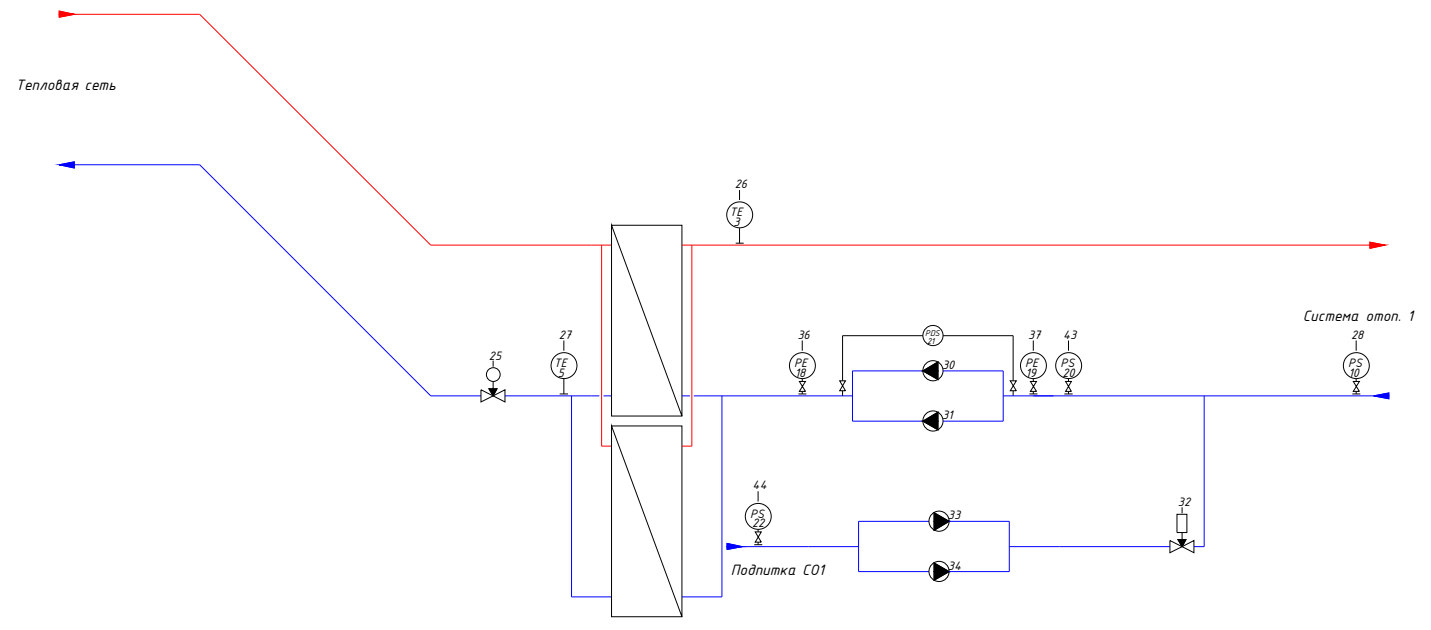 Тепловая сеть
26
TE
3
Система отоп. 1
25
27
TE
5
36
PE
18
PDS
21
37
PE
19
43
PS
20
28
PS
10
30
31
44
PS
22
33
32
34
Подпитка СО1